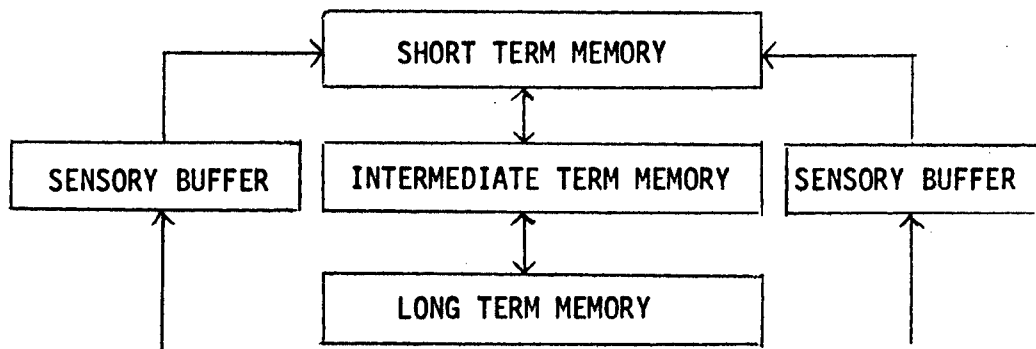 SHORT TERM MEMORY
SENSORY BUFFER
INTERMEDIATE TERM MEMORY
SENSORY BUFFER
LONG TERM MEMORY